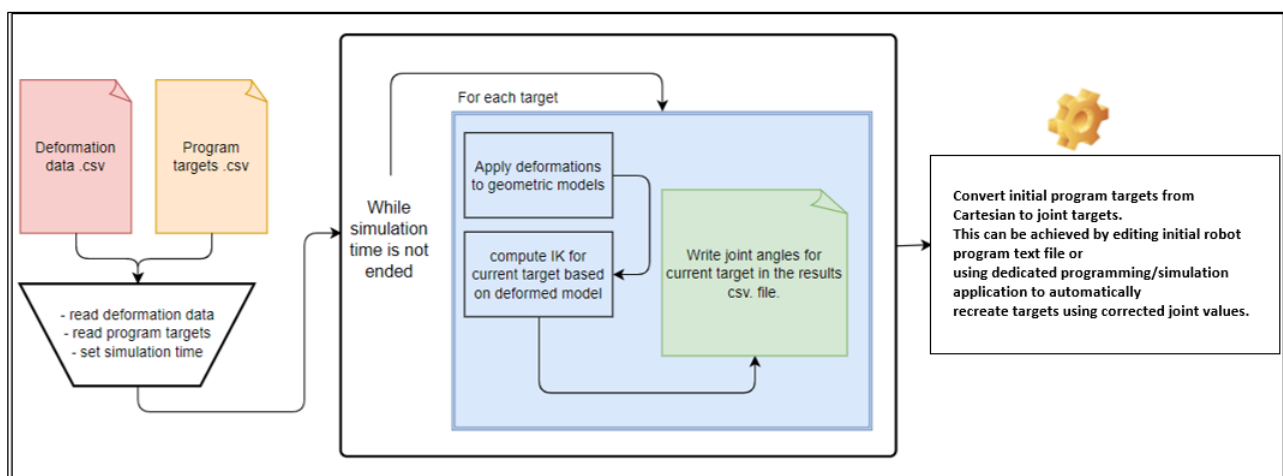 Deformation
data .csv
Program
targets .csv
- read deformation data
- read program targets
- set simulation time
While
simulation
time is not
ended
For each target
Apply deformations
to geometric models
compute IK for
current target based
on deformed model
Write joint angles for
current target in the results
csv. file.
Convert initial program targets from
Cartesian to joint targets.
This can be achieved by editing initial robot
program text file or
using dedicated programming/simulation
application to automatically
recreate targets using corrected joint values.